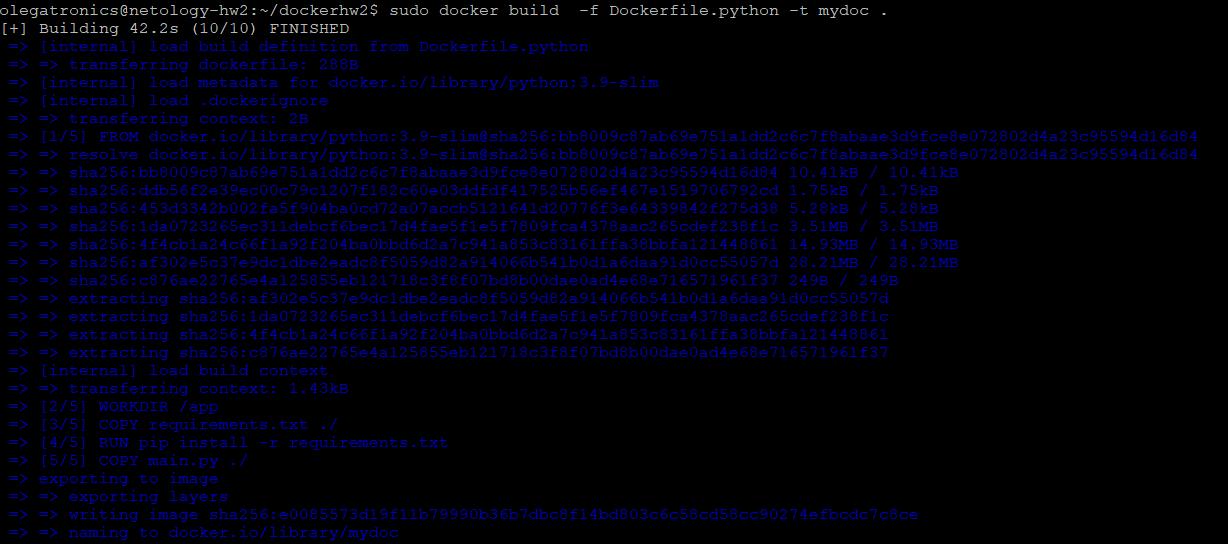 olegatronics@netology-hw2:~/dockerhw2$ sudo docker build  -f Dockerfile.python -t mydoc .
[+] Building 42.2s (10/10) FINISHED
=> [internal] load build definition from Dockerfile.python
=> => transferring dockerfile: 288B
=> [internal] load metadata for docker.io/library/python:3.9-slim
=> [internal] load .dockerignore
=> => transferring context: 2B
=> [1/5] FROM docker.io/library/python:3.9-slim@sha256:bb8009c87ab69e751a1dd2c6c7f8abaae3d9fce8e072802d4a23c95594d16d84
=> => resolve docker.io/library/python:3.9-slim@sha256:bb8009c87ab69e751a1dd2c6c7f8abaae3d9fce8e072802d4a23c95594d16d84
=> => sha256:bb8009c87ab69e751a1dd2c6c7f8abaae3d9fce8e072802d4a23c95594d16d84 10.41kB / 10.41kB
=> => sha256:ddb56f2e39ec00c79c1207f182c60e03ddfdf417525b56ef467e1519706792cd 1.75kB / 1.75kB
=> => sha256:453d3342b002fa5f904ba0cd72a07accb5121641d20776f3e64339842f275d38 5.28kB / 5.28kB
=> => sha256:1da0723265ec311debcf6bec17d4fae5f1e5f7809fca4378aac265cdef238f1c 3.51MB / 3.51MB
=> => sha256:4f4cb1a24c66f1a92f204ba0bbd6d2a7c941a853c83161ffa38bbfa121448861 14.93MB / 14.93MB
=> => sha256:af302e5c37e9dc1dbe2eadc8f5059d82a914066b541b0d1a6daa91d0cc55057d 28.21MB / 28.21MB
=> => sha256:c876ae22765e4a125855eb121718c3f8f07bd8b00dae0ad4e68e716571961f37 249B / 249B
=> => extracting sha256:af302e5c37e9dc1dbe2eadc8f5059d82a914066b541b0d1a6daa91d0cc55057d
=> => extracting sha256:1da0723265ec311debcf6bec17d4fae5f1e5f7809fca4378aac265cdef238f1c
=> => extracting sha256:4f4cb1a24c66f1a92f204ba0bbd6d2a7c941a853c83161ffa38bbfa121448861
=> => extracting sha256:c876ae22765e4a125855eb121718c3f8f07bd8b00dae0ad4e68e716571961f37
=> [internal] load build context
=> => transferring context: 1.43kB
=> [2/5] WORKDIR /app
=> [3/5] COPY requirements.txt ./
=> [4/5] RUN pip install -r requirements.txt
=> [5/5] COPY main.py ./
=> exporting to image
=> => exporting layers
=> => writing image sha256:e0085573d19f11b79990b36b7dbc8f14bd803c6c58cd58cc90274efbcdc7c8ce
=> => naming to docker.io/library/mydoc